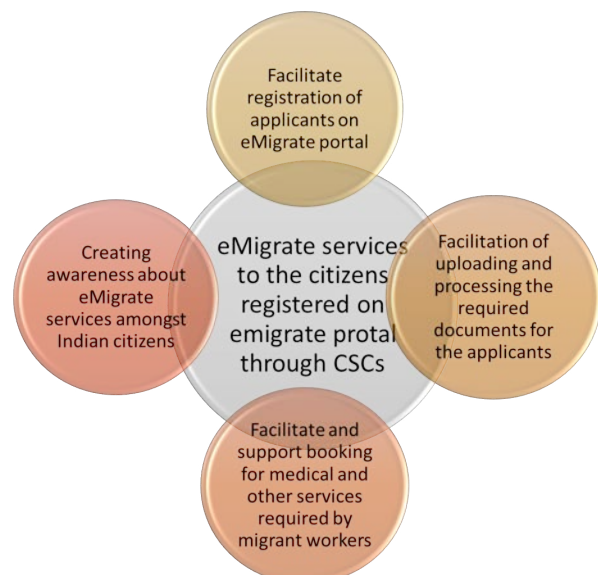 Facilitate
registration of
applicants on
eMigrate portal
Creating
awareness about
eMigrate
services amongst
Indian citizens
eMigrate services
to the citizens
registered on
emigrate protal
through CSCs
Facilitation of
uploading and
processing the
required
documents for
the applicants
Facilitate and
support booking
for medical and
other services
required by
migrant workers